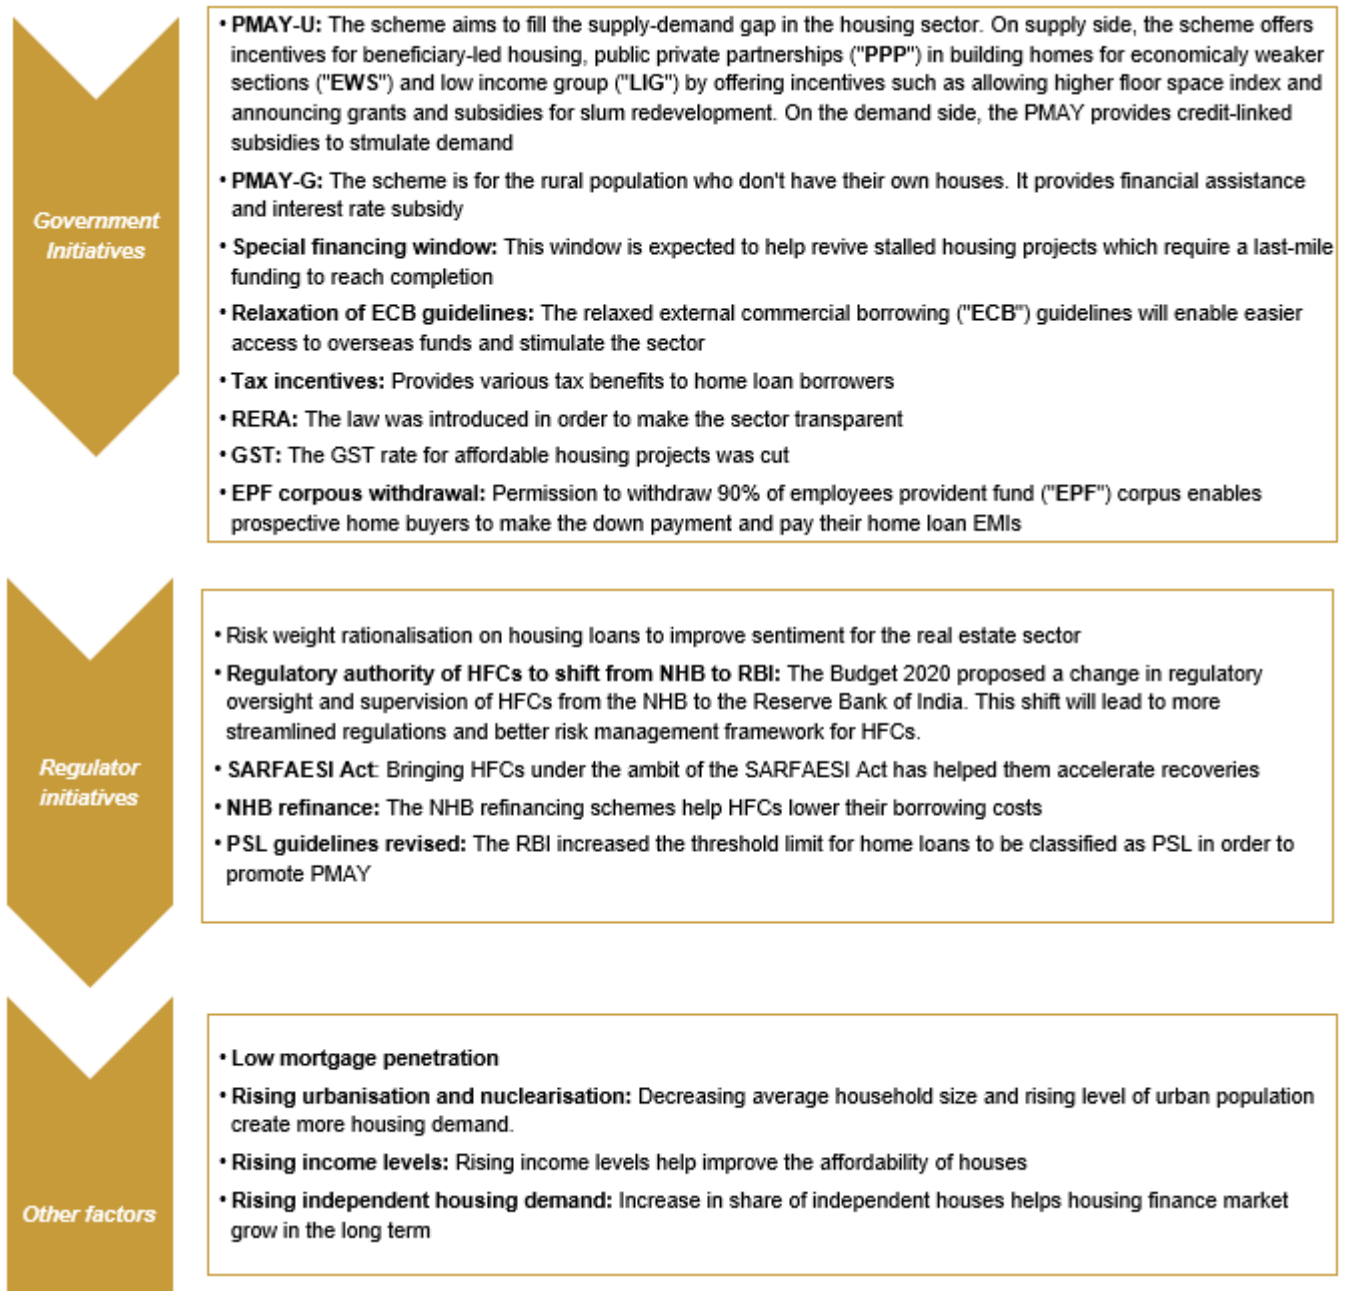 Government
Initiatives
• PMAY-U: The scheme aims to fill the supply-demand gap in the housing sector. On supply side, the scheme offers
incentives for beneficiary-led housing, public private partnerships ("PPP") in building homes for economicaly weaker
sections ("EWS") and low income group ("LIG") by offering incentives such as allowing higher floor space index and
announcing grants and subsidies for slum redevelopment. On the demand side, the PMAY provides credit-linked
subsidies to stmulate demand
• PMAY-G: The scheme is for the rural population who don't have their own houses. It provides financial assistance
and interest rate subsidy
• Special financing window: This window is expected to help revive stalled housing projects which require a last-mile
funding to reach completion
• Relaxation of ECB guidelines: The relaxed external commercial borrowing ("ECB") guidelines will enable easier
access to overseas funds and stimulate the sector
• Tax incentives: Provides various tax benefits to home loan borrowers
• RERA: The law was introduced in order to make the sector transparent
• GST: The GST rate for affordable housing projects was cut
• EPF corpous withdrawal: Permission to withdraw 90% of employees provident fund ("EPF") corpus enables
prospective home buyers to make the down payment and pay their home loan EMIs
Regulator
initiatives
• Risk weight rationalisation on housing loans to improve sentiment for the real estate sector
• Regulatory authority of HFCs to shift from NHB to RBI: The Budget 2020 proposed a change in regulatory
oversight and supervision of HFCs from the NHB to the Reserve Bank of India. This shift will lead to more
streamlined regulations and better risk management framework for HFCs.
• SARFAESI Act: Bringing HFCs under the ambit of the SARFAESI Act has helped them accelerate recoveries
• NHB refinance: The NHB refinancing schemes help HFCs lower their borrowing costs
• PSL guidelines revised: The RBI increased the threshold limit for home loans to be classified as PSL in order to
promote PMAY
Other factors
• Low mortgage penetration
• Rising urbanisation and nuclearisation: Decreasing average household size and rising level of urban population
create more housing demand.
• Rising income levels: Rising income levels help improve the affordability of houses
• Rising independent housing demand: Increase in share of independent houses helps housing finance market
grow in the long term